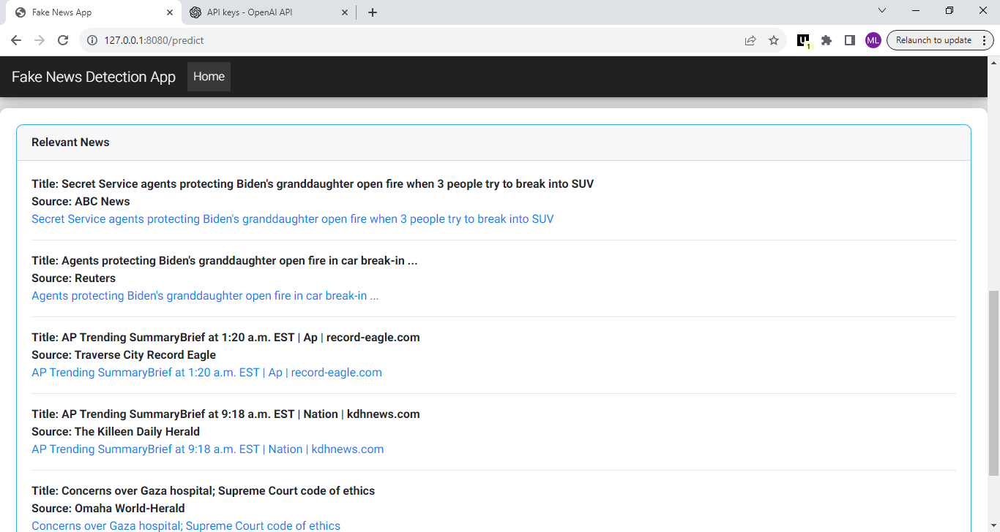 Fake News App
API keys - OpenAI API
127.0.0.1:8080/predict
1
ML
Relaunch to update
Fake News Detection App
Home
Relevant News
Title: Secret Service agents protecting Biden's granddaughter open fire when 3 people try to break into SUV
Source: ABC News
Secret Service agents protecting Biden's granddaughter open fire when 3 people try to break into SUV
Title: Agents protecting Biden's granddaughter open fire in car break-in ...
Source: Reuters
Agents protecting Biden's granddaughter open fire in car break-in ...
Title: AP Trending SummaryBrief at 1:20 a.m. EST | Ap | record-eagle.com
Source: Traverse City Record Eagle
AP Trending SummaryBrief at 1:20 a.m. EST | Ap | record-eagle.com
Title: AP Trending SummaryBrief at 9:18 a.m. EST | Nation | kdhnews.com
Source: The Killeen Daily Herald
AP Trending SummaryBrief at 9:18 a.m. EST | Nation | kdhnews.com
Title: Concerns over Gaza hospital; Supreme Court code of ethics
Source: Omaha World-Herald
Concerns over Gaza hospital; Supreme Court code of ethics